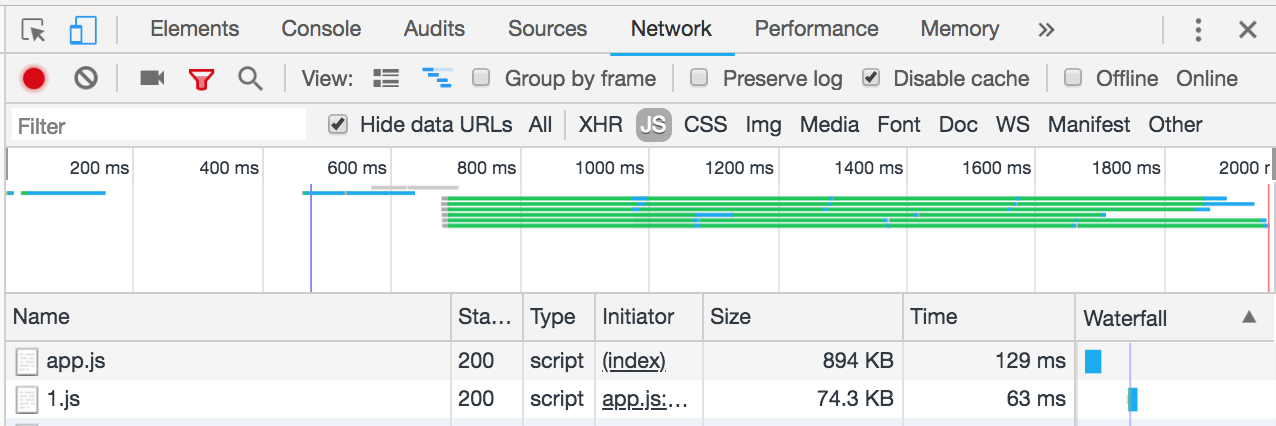 Elements Console Audits Sources Network Performance Memory »
View: Group by frame Preserve log Disable cache Offline Online
Filter Hide data URLs All XHR JS CSS Img Media Font Doc WS Manifest Other
200 ms 400 ms 600 ms 800 ms 1000 ms 1200 ms 1400 ms 1600 ms 1800 ms 2000 r
Name Sta... Type Initiator Size Time Waterfall
app.js 200 script (index) 894 KB 129 ms
1.js 200 script app.js:... 74.3 KB 63 ms